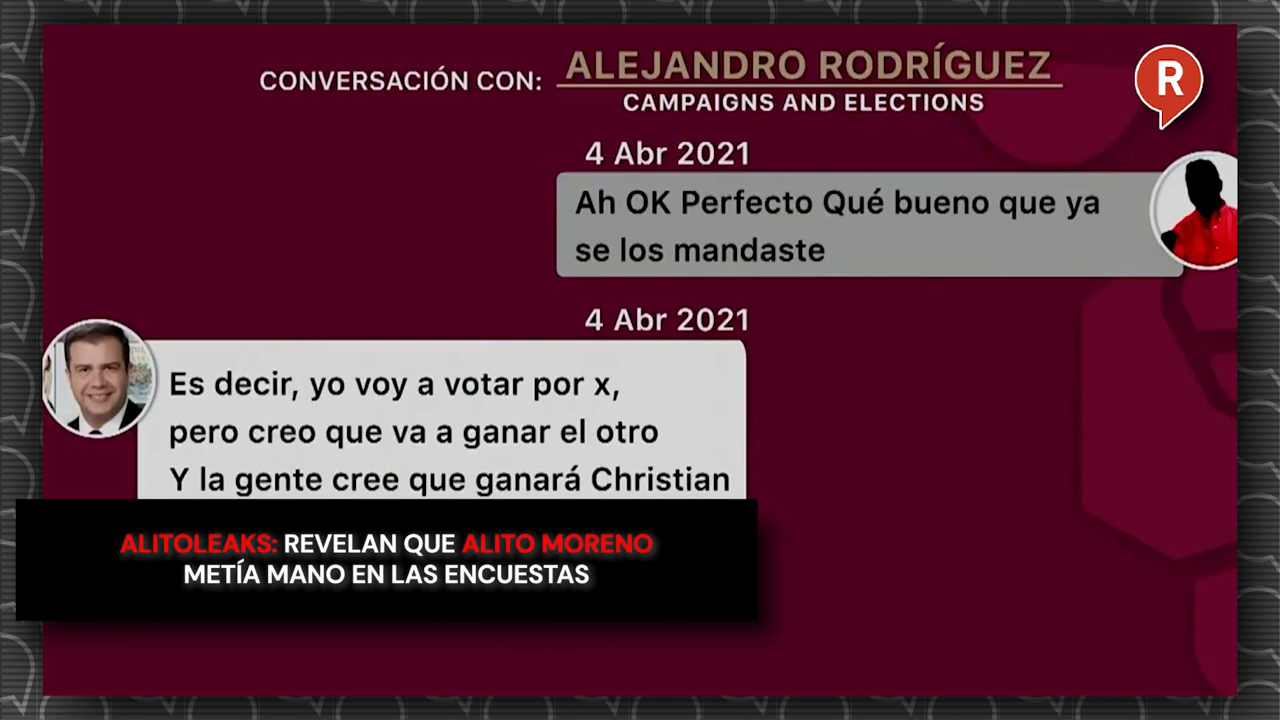 CONVERSACIÓN CON: ALEJANDRO RODRÍGUEZ
CAMPAIGNS AND ELECTIONS
R
4 Abr 2021
Ah OK Perfecto Qué bueno que ya
se los mandaste
4 Abr 2021
Es decir, yo voy a votar por x,
pero creo que va a ganar el otro
Y la gente cree que ganará Christian
ALITOLEAKS: REVELAN QUE ALITO MORENO
METÍA MANO EN LAS ENCUESTAS